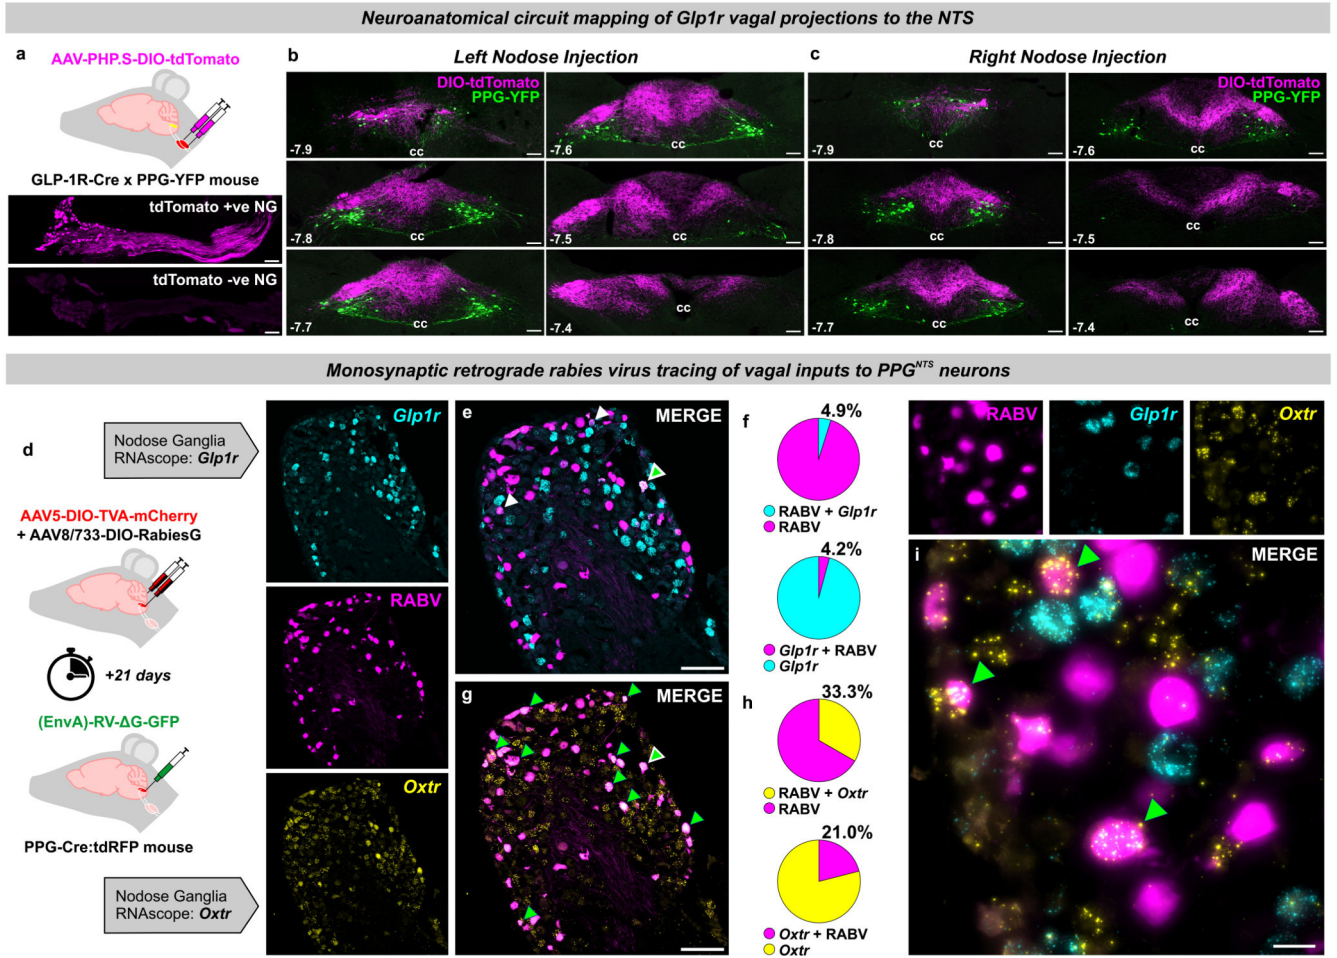 Neuroanatomical circuit mapping of Glp1r vagal projections to the NTS
a
AAV-PHP.S-DIO-tdTomato
GLP-1R-Cre x PPG-YFP mouse
tdTomato +ve NG
tdTomato -ve NG
b
Left Nodose Injection
DIO-tdTomato
PPG-YFP
cc
-7.9
cc
-7.6
cc
-7.8
cc
-7.5
cc
-7.7
cc
-7.4
c
Right Nodose Injection
DIO-tdTomato
PPG-YFP
cc
-7.9
cc
-7.6
cc
-7.8
cc
-7.5
cc
-7.7
cc
-7.4
Monosynaptic retrograde rabies virus tracing of vagal inputs to PPGNTS neurons
d
Nodose Ganglia
RNAscope: Glp1r
AAV5-DIO-TVA-mCherry
+ AAV8/733-DIO-RabiesG
+21 days
(EnvA)-RV-ΔG-GFP
PPG-Cre:tdRFP mouse
Nodose Ganglia
RNAscope: Oxtr
Glp1r
RABV
Oxtr
e
MERGE
g
MERGE
f
4.9%
RABV + Glp1r
RABV
4.2%
Glp1r + RABV
Glp1r
h
33.3%
RABV + Oxtr
RABV
21.0%
Oxtr + RABV
Oxtr
RABV
Glp1r
Oxtr
i
MERGE